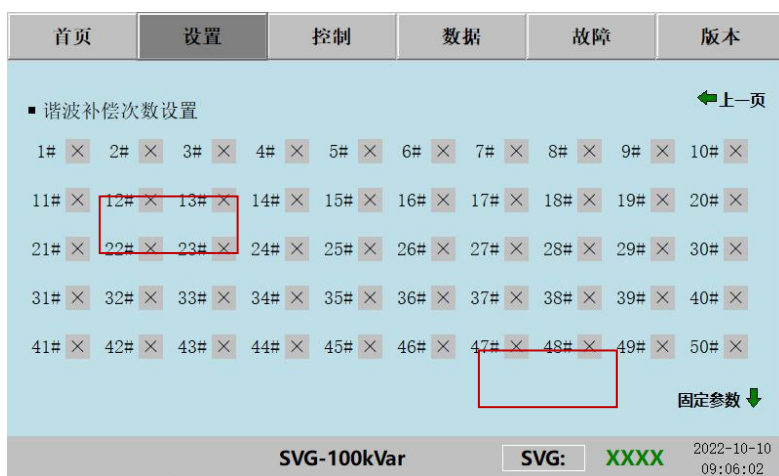 首页 设置 控制 数据 故障 版本
上一页
▪ 谐波补偿次数设置
1# × 2# × 3# × 4# × 5# × 6# × 7# × 8# × 9# × 10# ×
11# × 12# × 13# × 14# × 15# × 16# × 17# × 18# × 19# × 20# ×
21# × 22# × 23# × 24# × 25# × 26# × 27# × 28# × 29# × 30# ×
31# × 32# × 33# × 34# × 35# × 36# × 37# × 38# × 39# × 40# ×
41# × 42# × 43# × 44# × 45# × 46# × 47# × 48# × 49# × 50# ×
固定参数
SVG-100kVar SVG: XXXX 2022-10-10
09:06:02